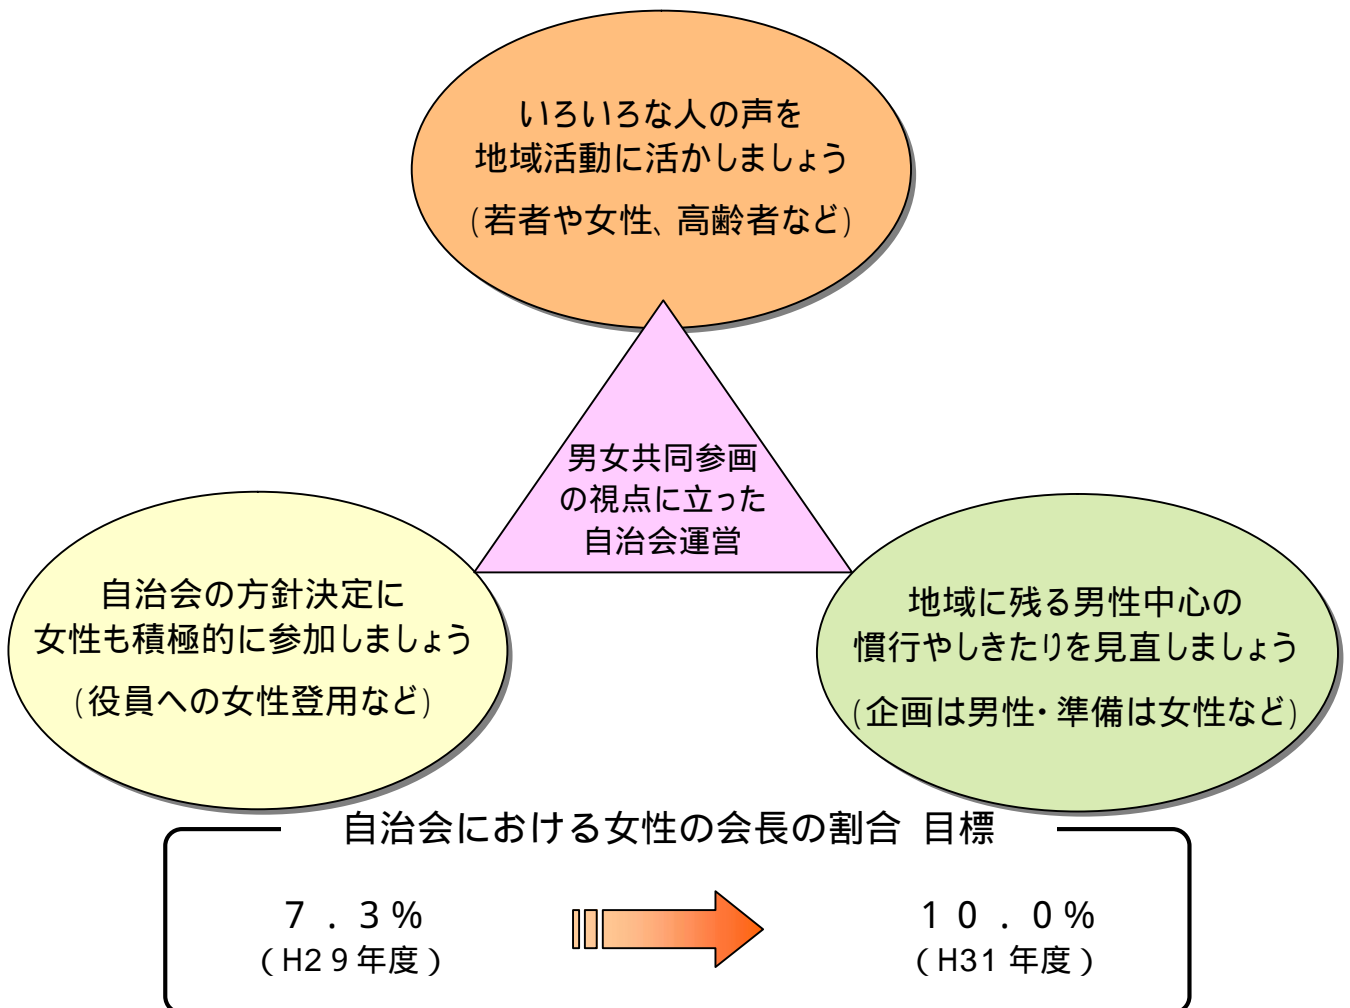 いろいろな人の声を
地域活動に活かしましょう
(若者や女性、高齢者など)
男女共同参画
の視点に立った
自治会運営
自治会の方針決定に
女性も積極的に参加しましょう
(役員への女性登用など)
地域に残る男性中心の
慣行やしきたりを見直しましょう
(企画は男性・準備は女性など)
自治会における女性の会長の割合 目標
7.3%
(H29年度)
10.0%
(H31年度)